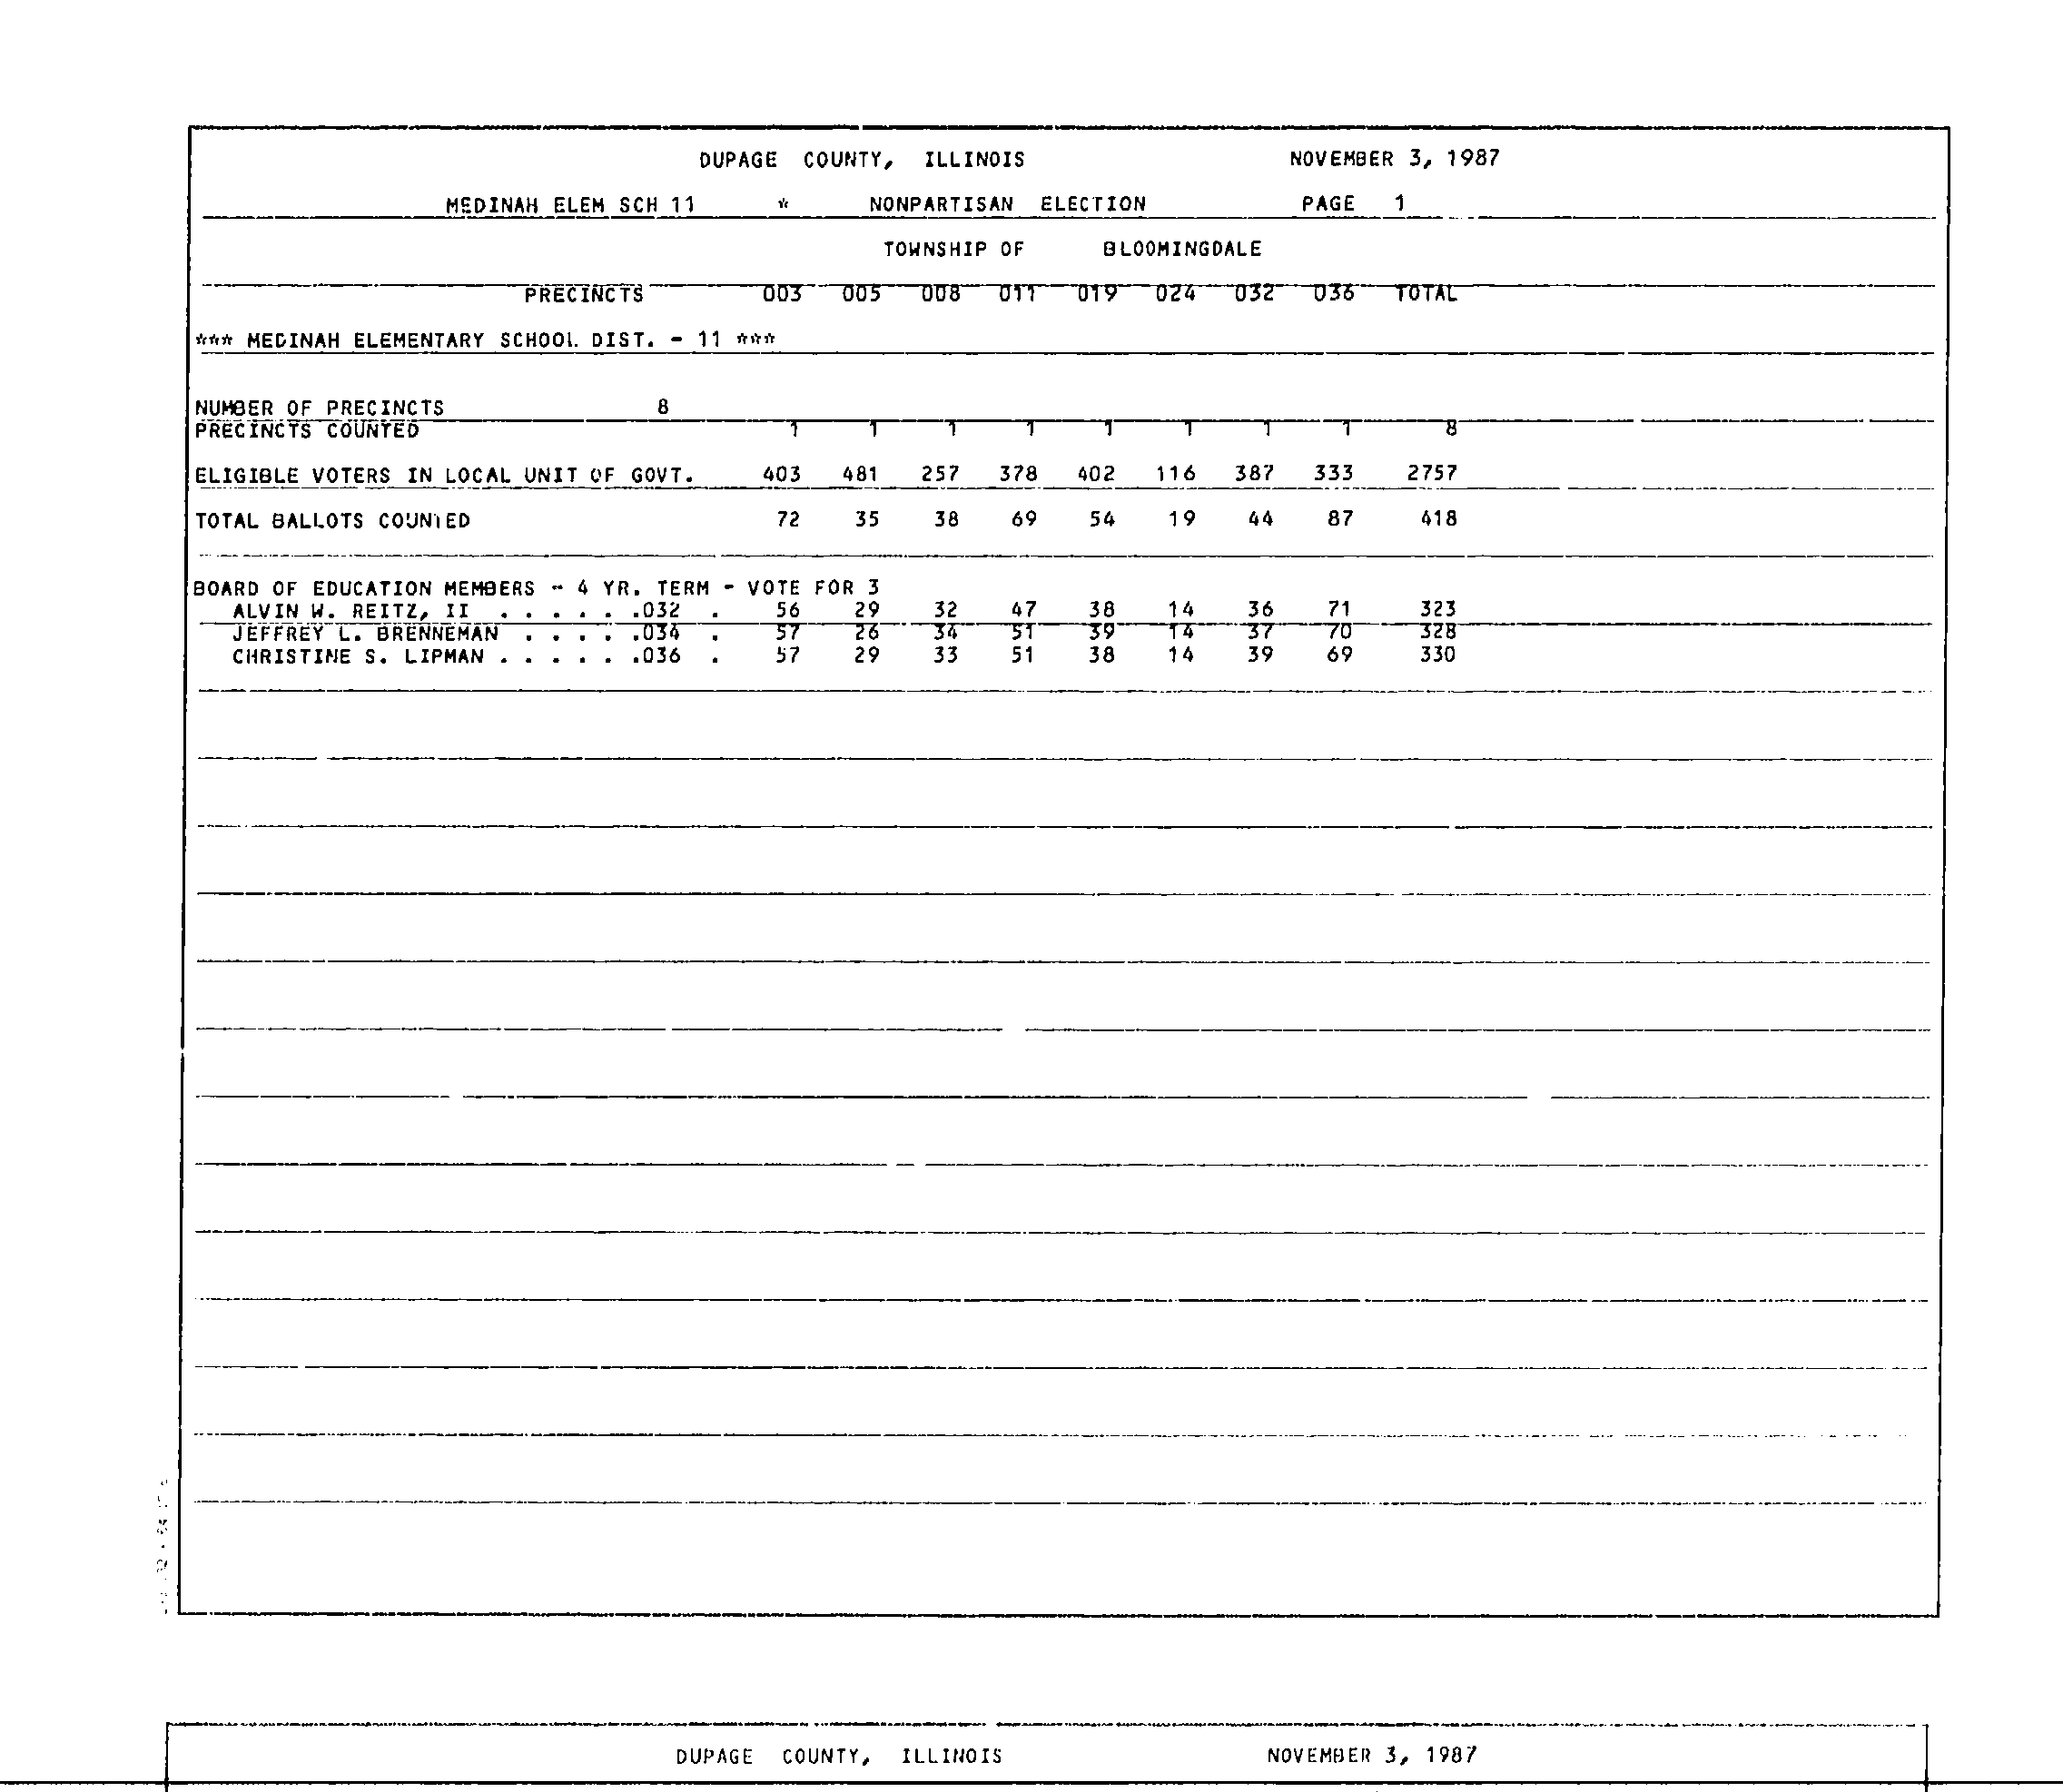 DUPAGE COUNTY, ILLINOIS NOVEMBER 3, 1987
MEDINAH ELEM SCH 11 * NONPARTISAN ELECTION PAGE 1
TOWNSHIP OF BLOOMINGDALE
PRECINCTS 003 005 008 011 019 024 032 036 TOTAL
*** MEDINAH ELEMENTARY SCHOOL DIST. - 11 ***
NUMBER OF PRECINCTS 8
PRECINCTS COUNTED 1 1 1 1 1 1 1 1 8
ELIGIBLE VOTERS IN LOCAL UNIT OF GOVT. 403 481 257 378 402 116 387 333 2757
TOTAL BALLOTS COUNTED 72 35 38 69 54 19 44 87 418
BOARD OF EDUCATION MEMBERS - 4 YR. TERM - VOTE FOR 3
ALVIN W. REITZ, II . . . . . .032 . 56 29 32 47 38 14 36 71 323
JEFFREY L. BRENNEMAN . . . . .034 . 57 26 34 51 39 14 37 70 328
CHRISTINE S. LIPMAN . . . . . .036 . 57 29 33 51 38 14 39 69 330
DUPAGE COUNTY, ILLINOIS NOVEMBER 3, 1987